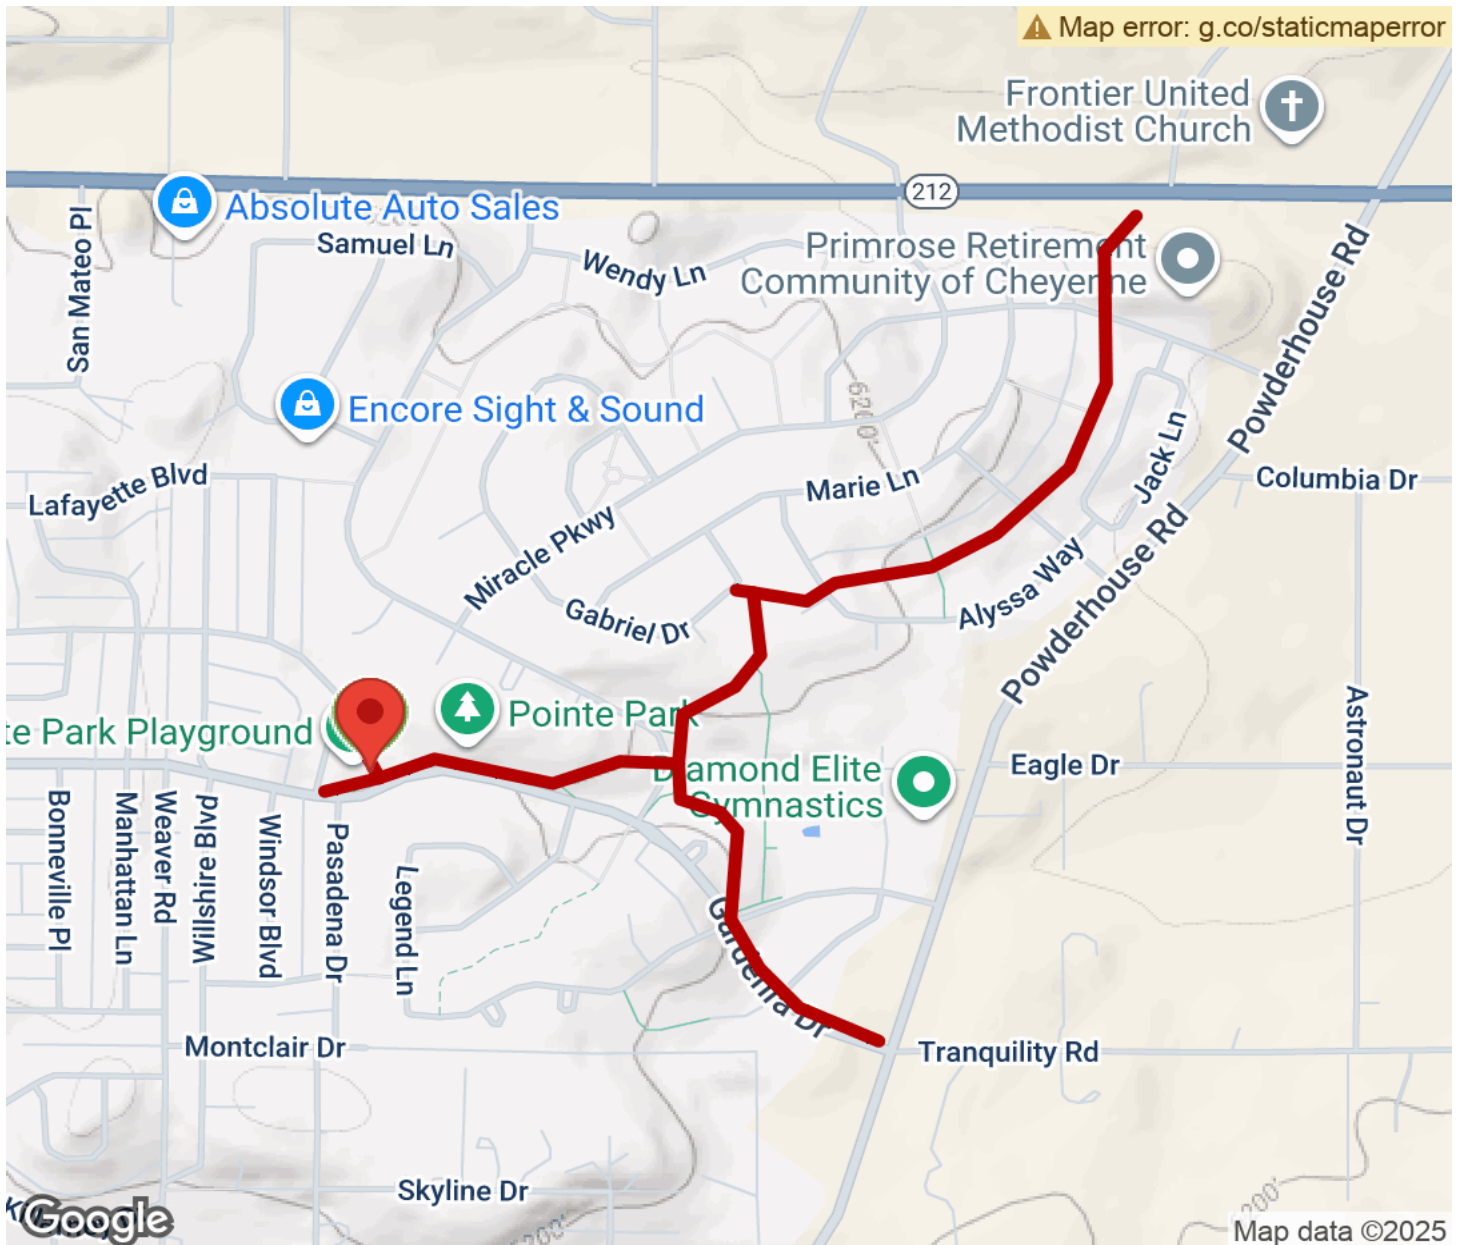 Map error: g.co/staticmaperror
Frontier United
Methodist Church
212
Absolute Auto Sales
San Mateo Pl
Samuel Ln
Wendy Ln
Primrose Retirement
Community of Cheyenne
Powderhouse Rd
Encore Sight & Sound
6200'
Jack Ln
Columbia Dr
Lafayette Blvd
Marie Ln
Miracle Pkwy
Powderhouse Rd
Alyssa Way
Gabriel Dr
te Park Playground
Pointe Park
Astronaut Dr
Diamond Elite
Gymnastics
Eagle Dr
Bonneville Pl
Manhattan Ln
Weaver Rd
Wilshire Blvd
Windsor Blvd
Pasadena Dr
Legend Ln
Gardenia Dr
Montclair Dr
Tranquility Rd
Skyline Dr
6200'
Google
Map data ©2025